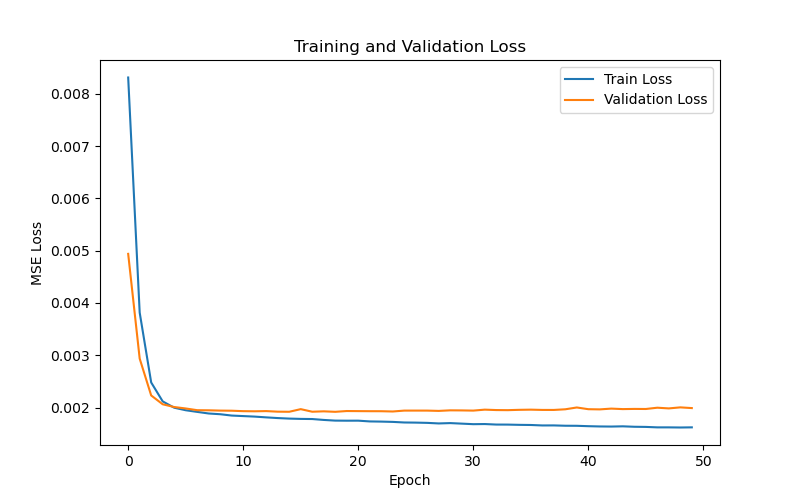 Training and Validation Loss
Train Loss
Validation Loss
0.008
0.007
0.006
0.005
0.004
0.003
0.002
MSE Loss
0 10 20 30 40 50
Epoch